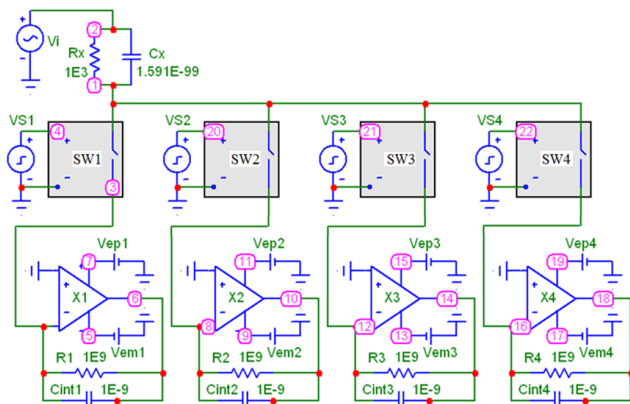 Vi
2
Rx
Cx
1E3
1.591E-99
1
VS1
4
SW1
3
VS2
20
SW2
VS3
21
SW3
VS4
22
SW4
Vep1
7
X1
6
5
Vem1
R1 1E9
Cint1 1E-9
Vep2
11
X2
10
8
9
Vem2
R2 1E9
Cint2 1E-9
Vep3
15
X3
14
12
13
Vem3
R3 1E9
Cint3 1E-9
Vep4
19
X4
18
16
17
Vem4
R4 1E9
Cint4 1E-9